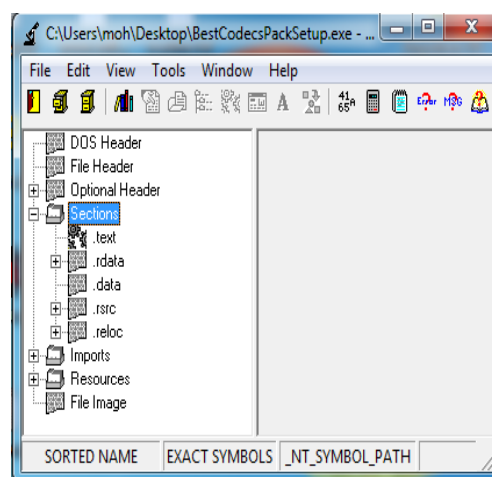 C:\Users\moh\Desktop\BestCodecsPackSetup.exe - ...
File Edit View Tools Window Help
41
65A Error MSG
DOS Header
File Header
Optional Header
Sections
.text
.rdata
.data
.rsrc
.reloc
Imports
Resources
File Image
SORTED NAME EXACT SYMBOLS _NT_SYMBOL_PATH